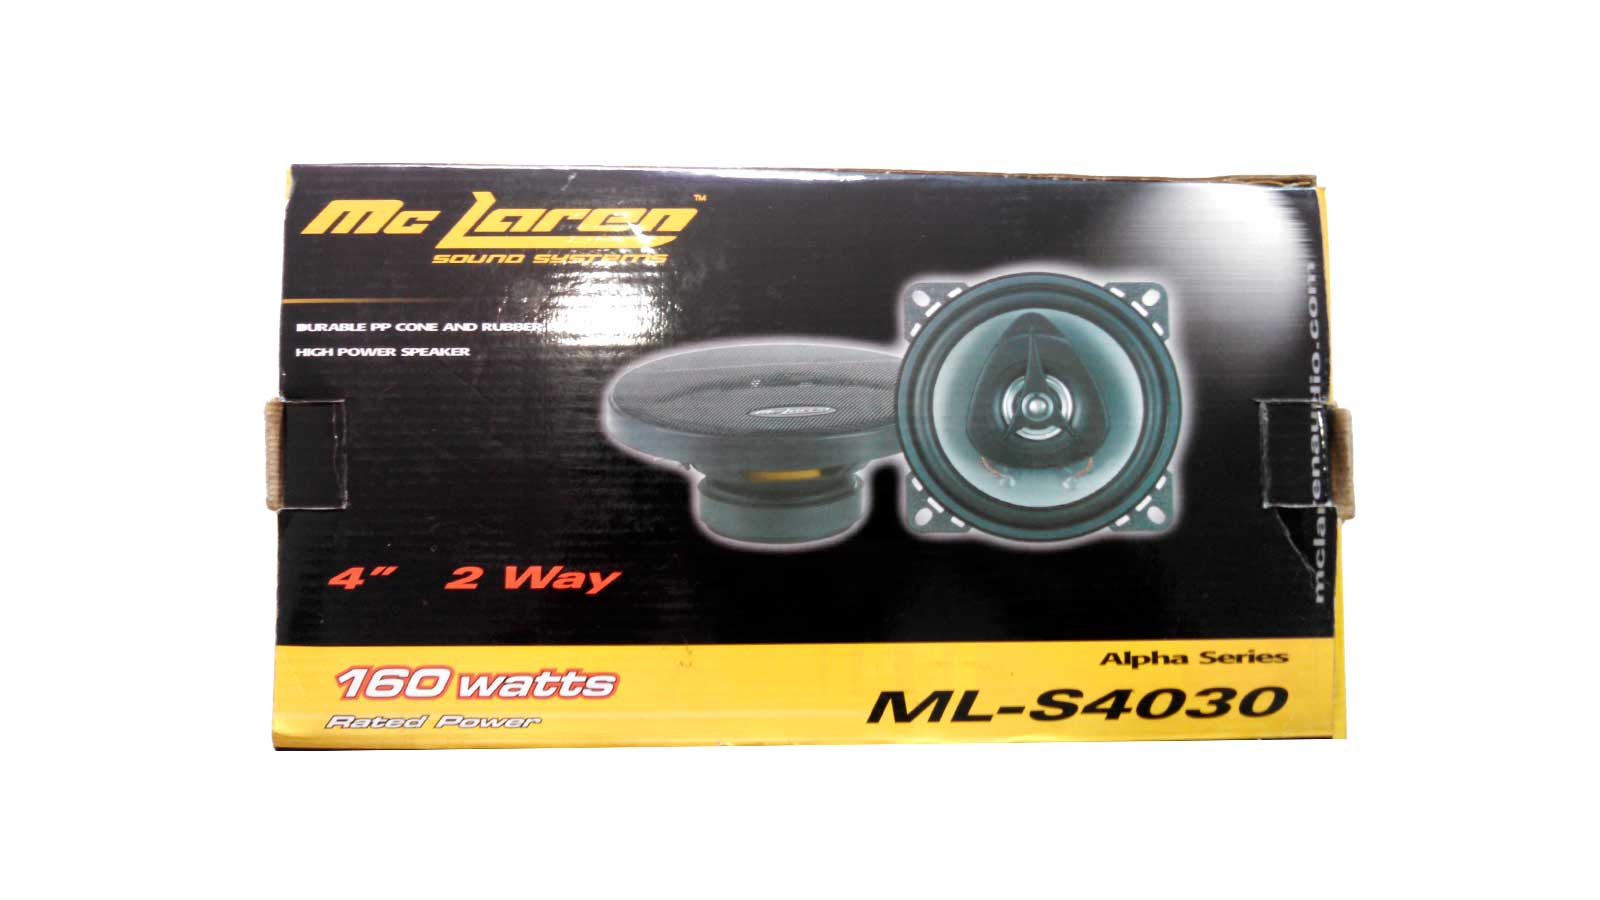 Mc Laren™
SOUND SYSTEMS
DURABLE PP CONE AND RUBBER
HIGH POWER SPEAKER
Mc Laren
mclarenaudio.com
4" 2 Way
160 watts
Rated Power
Alpha Series
ML-S4030